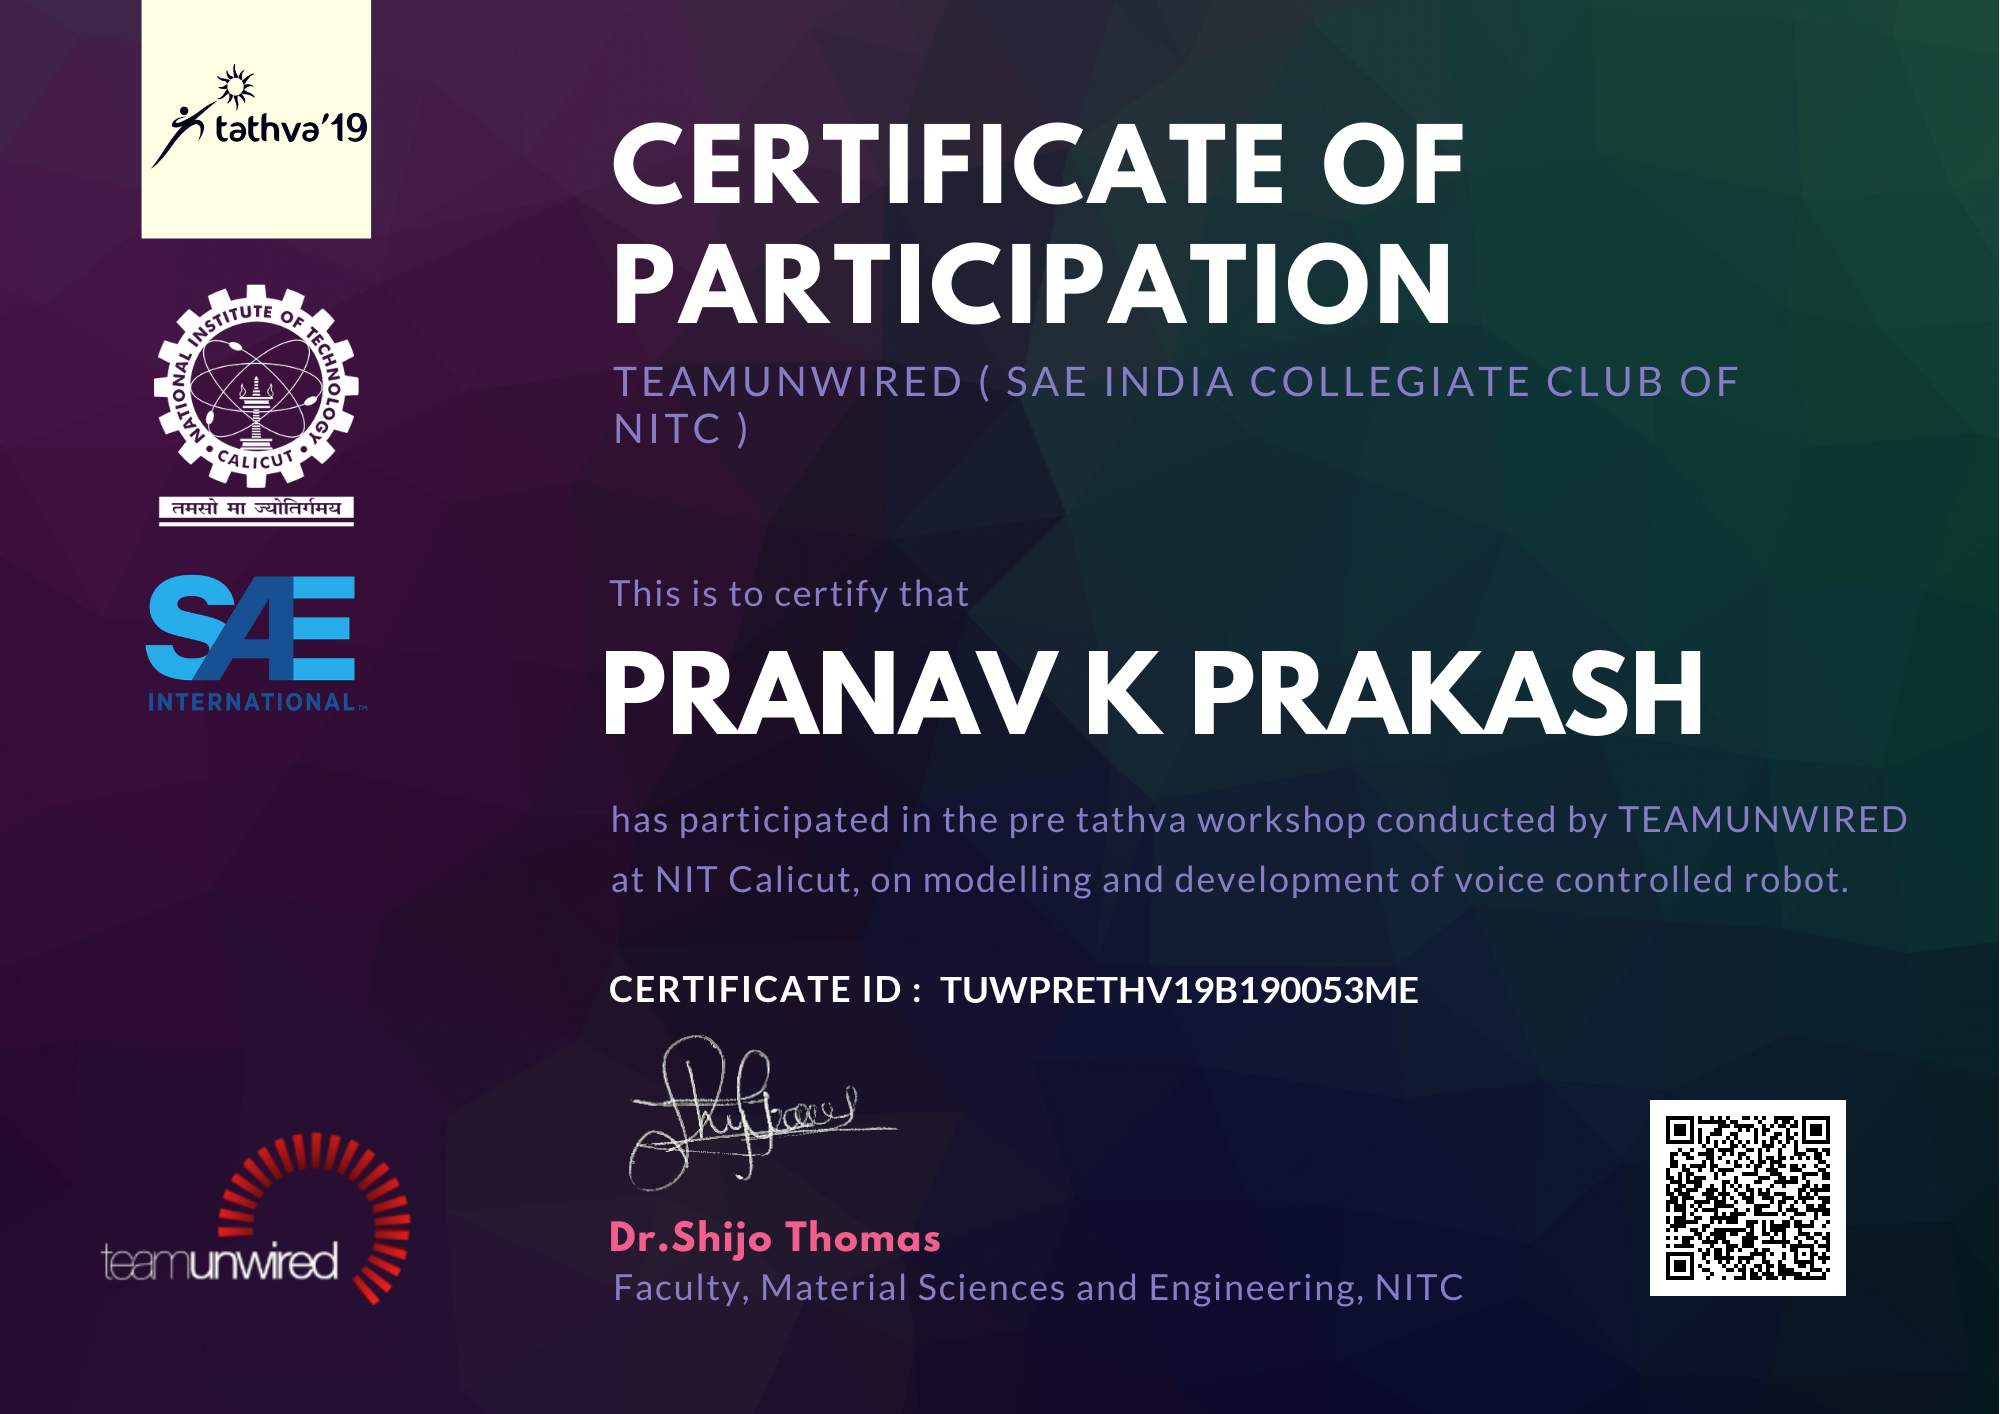 tathva'19
NATIONAL INSTITUTE OF TECHNOLOGY
• CALICUT •
तमसो मा ज्योतिर्गमय
SAE
INTERNATIONAL™
CERTIFICATE OF
PARTICIPATION
TEAMUNWIRED ( SAE INDIA COLLEGIATE CLUB OF
NITC )
This is to certify that
PRANAV K PRAKASH
has participated in the pre tathva workshop conducted by TEAMUNWIRED
at NIT Calicut, on modelling and development of voice controlled robot.
CERTIFICATE ID : TUWPRETHV19B190053ME
Dr.Shijo Thomas
Faculty, Material Sciences and Engineering, NITC
teamunwired